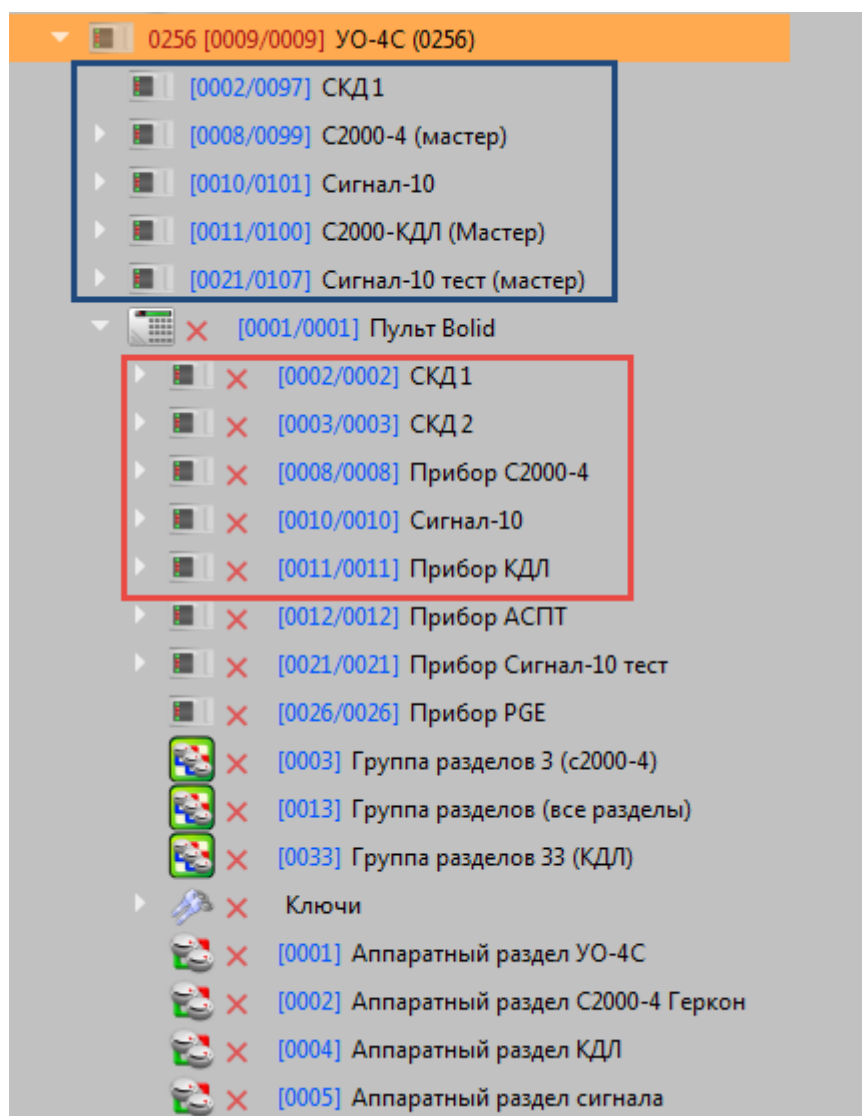 0256 [0009/0009] УО-4С (0256)
[0002/0097] СКД 1
[0008/0099] С2000-4 (мастер)
[0010/0101] Сигнал-10
[0011/0100] С2000-КДЛ (Мастер)
[0021/0107] Сигнал-10 тест (мастер)
[0001/0001] Пульт Bolid
[0002/0002] СКД 1
[0003/0003] СКД 2
[0008/0008] Прибор С2000-4
[0010/0010] Сигнал-10
[0011/0011] Прибор КДЛ
[0012/0012] Прибор АСПТ
[0021/0021] Прибор Сигнал-10 тест
[0026/0026] Прибор PGE
[0003] Группа разделов 3 (с2000-4)
[0013] Группа разделов (все разделы)
[0033] Группа разделов 33 (КДЛ)
Ключи
[0001] Аппаратный раздел УО-4С
[0002] Аппаратный раздел С2000-4 Геркон
[0004] Аппаратный раздел КДЛ
[0005] Аппаратный раздел сигнала